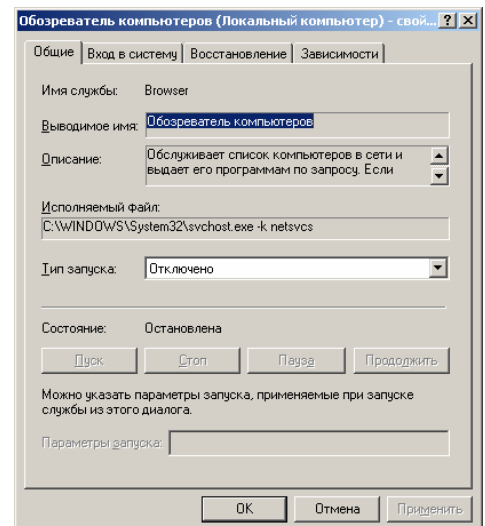 Обозреватель компьютеров (Локальный компьютер) - свой...
Общие
Вход в систему
Восстановление
Зависимости
Имя службы: Browser
Выводимое имя: Обозреватель компьютеров
Описание: Обслуживает список компьютеров в сети и
выдает его программам по запросу. Если
Исполняемый файл:
C:\WINDOWS\System32\svchost.exe -k netsvcs
Тип запуска: Отключено
Состояние: Остановлена
Пуск
Стоп
Пауза
Продолжить
Можно указать параметры запуска, применяемые при запуске
службы из этого диалога.
Параметры запуска:
OK
Отмена
Применить